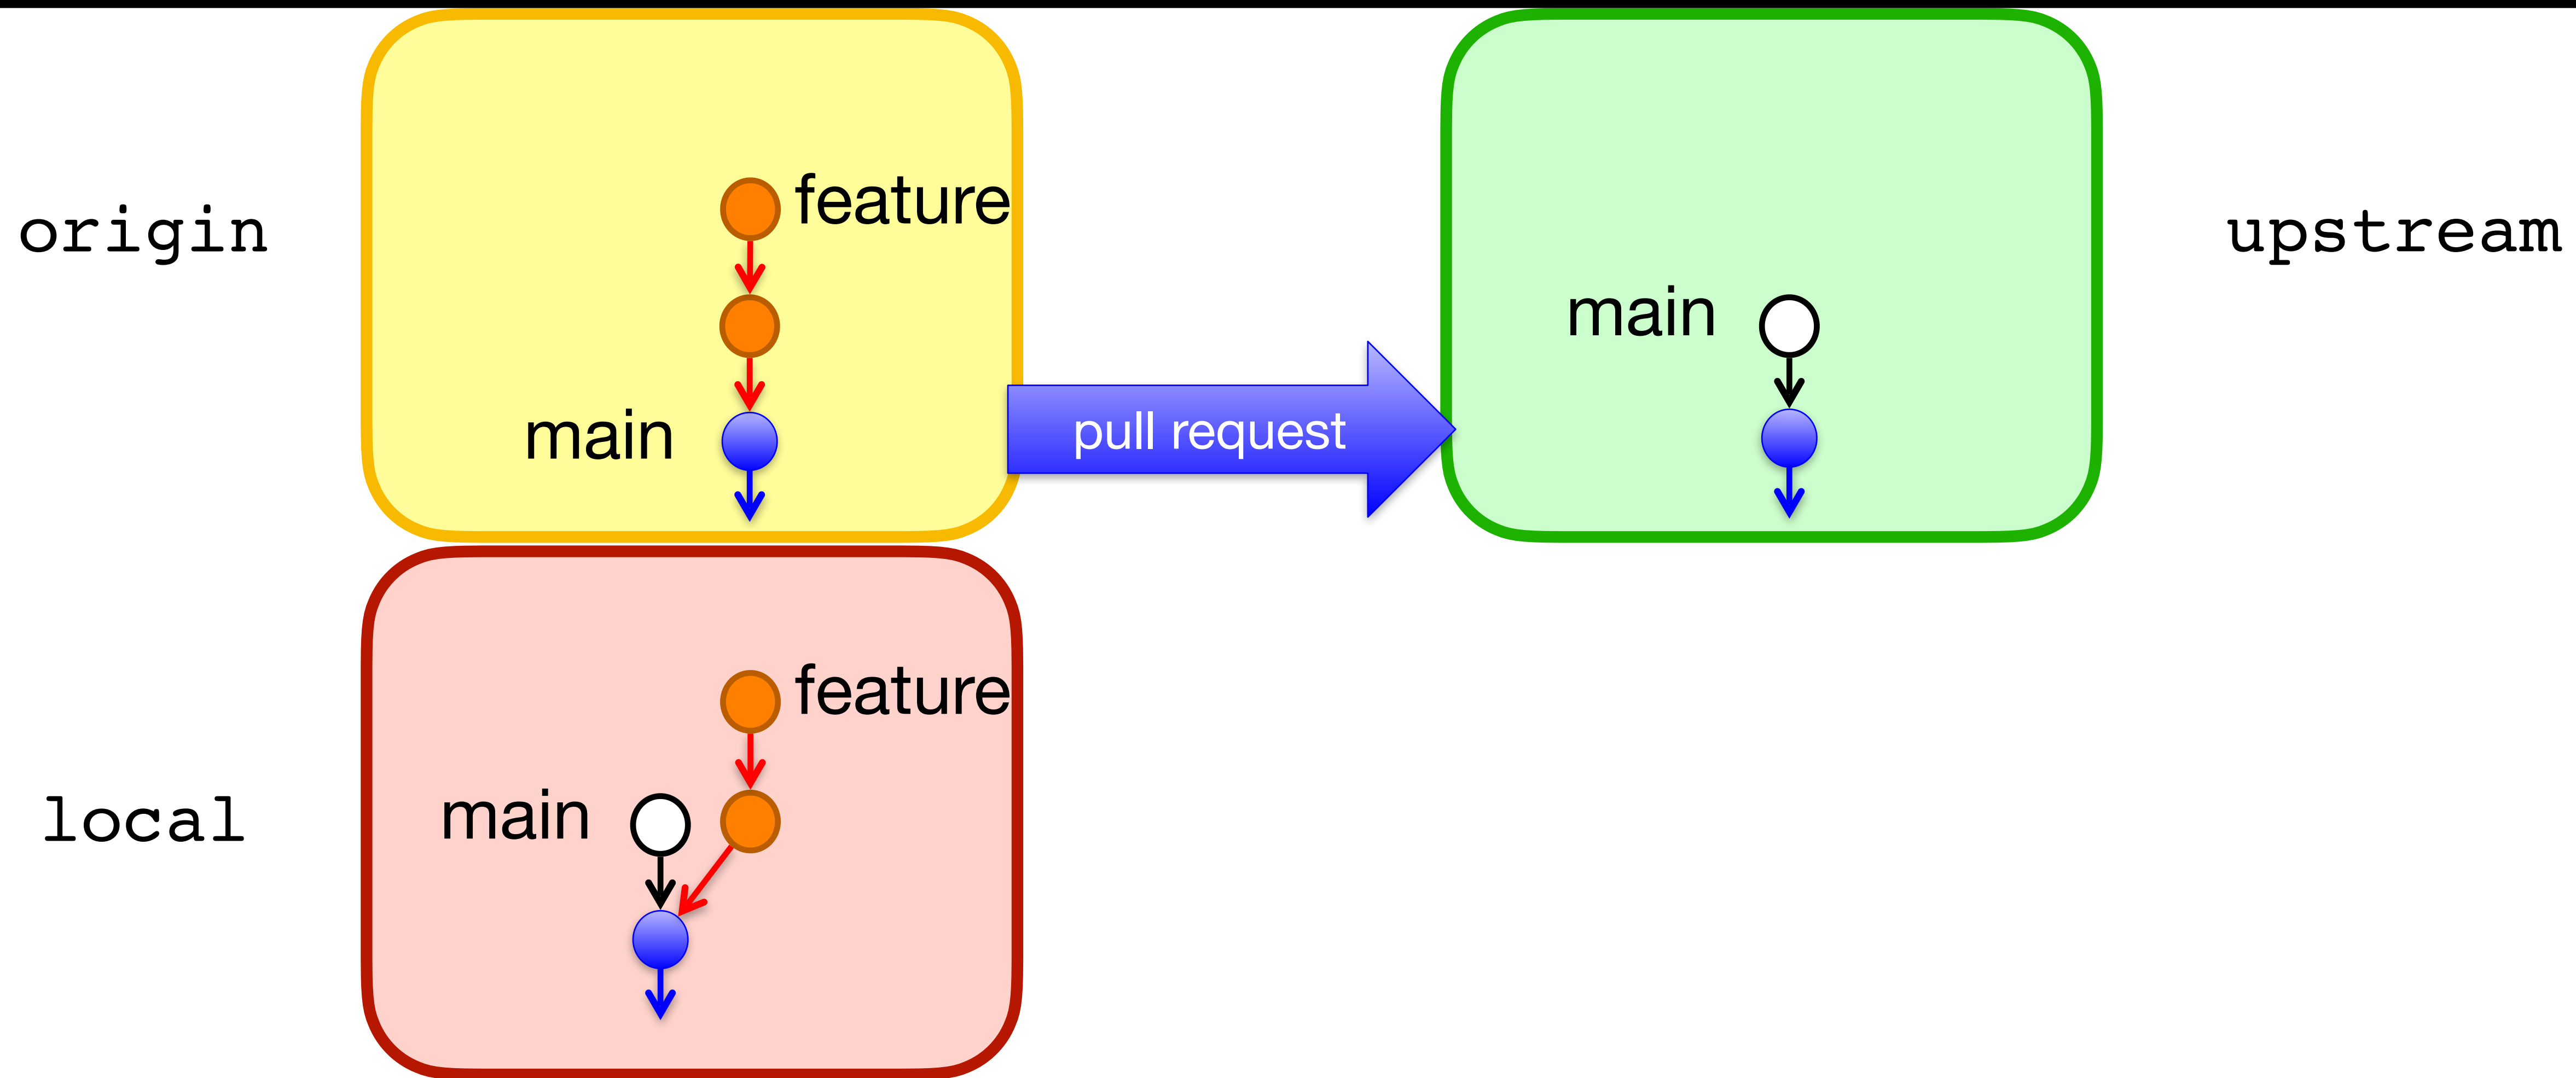 origin
feature
main
pull request
main
upstream
local
feature
main